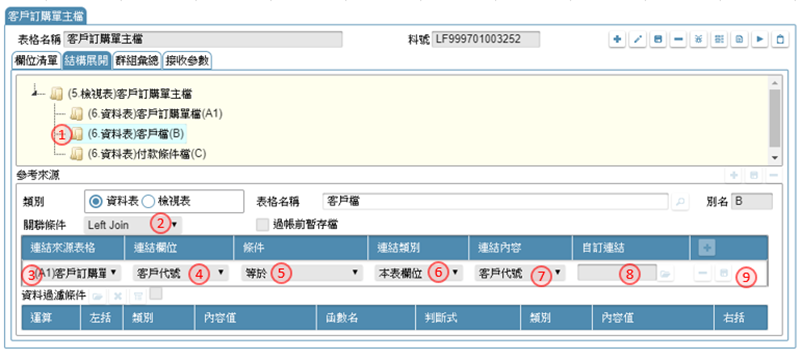 客戶訂購單主檔
表格名稱 客戶訂購單主檔 料號 LF999701003252
欄位清單 結構展開 群組彙總 接收參數
(5.檢視表)客戶訂購單主檔
(6.資料表)客戶訂購單檔(A1)
1 (6.資料表)客戶檔(B)
(6.資料表)付款條件檔(C)
參考來源
類別 資料表 檢視表 表格名稱 客戶檔 別名 B
關聯條件 Left Join 2 過帳前暫存檔
連結來源表格 連結欄位 條件 連結類別 連結內容 自訂連結
3 (A1)客戶訂購單 客戶代號 4 等於 5 本表欄位 6 客戶代號 7 8 9
資料過濾條件
運算 左括 類別 內容值 函數名 判斷式 類別 內容值 右括